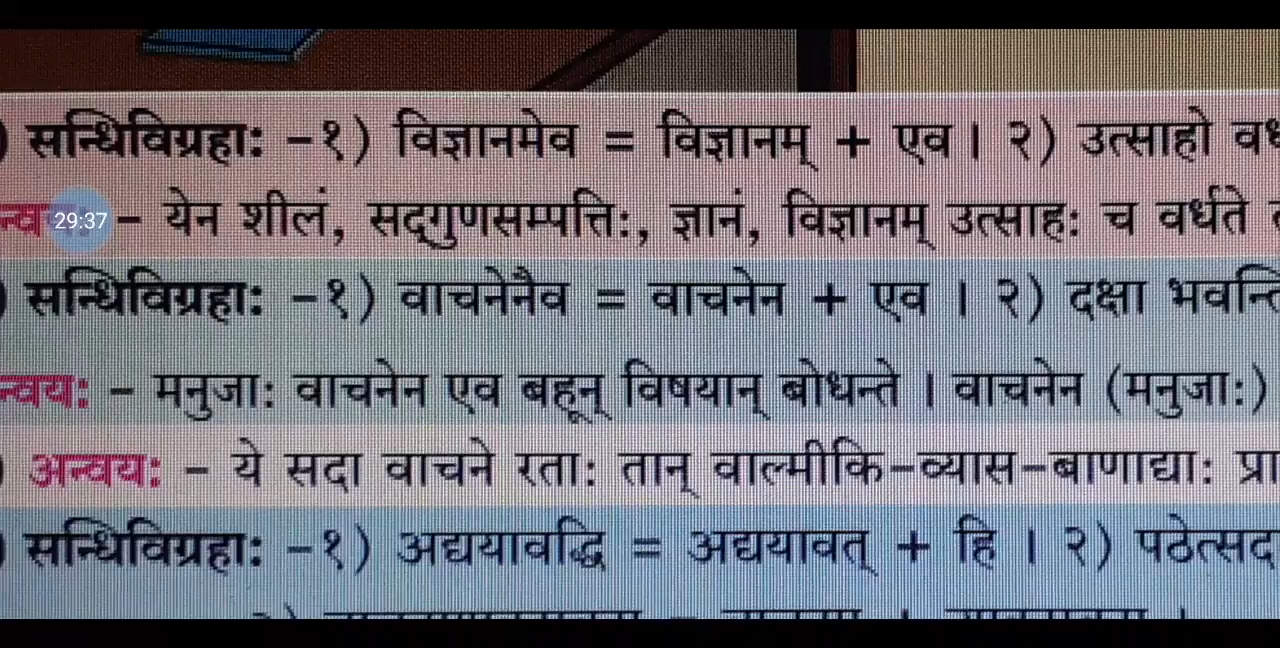 ) सन्धिविग्रहाः -१) विज्ञानमेव = विज्ञानम् + एव । २) उत्साहो
29:37 – येन शीलं, सद्गुणसम्पत्तिः, ज्ञानं, विज्ञानम् उत्साहः च वर्धते
) सन्धिविग्रहाः -१) वाचनेनैव = वाचनेन + एव । २) दक्षा
न्वयः - मनुजाः वाचनेन एव बहून् विषयान् बोधन्ते । वाचनेन (मनुजाः)
) अन्वयः - ये सदा वाचने रताः तान् वाल्मीकि-व्यास-बाणाद्याः
) सन्धिविग्रहाः -१) अद्ययावद्धि = अद्ययावत् + हि । २)